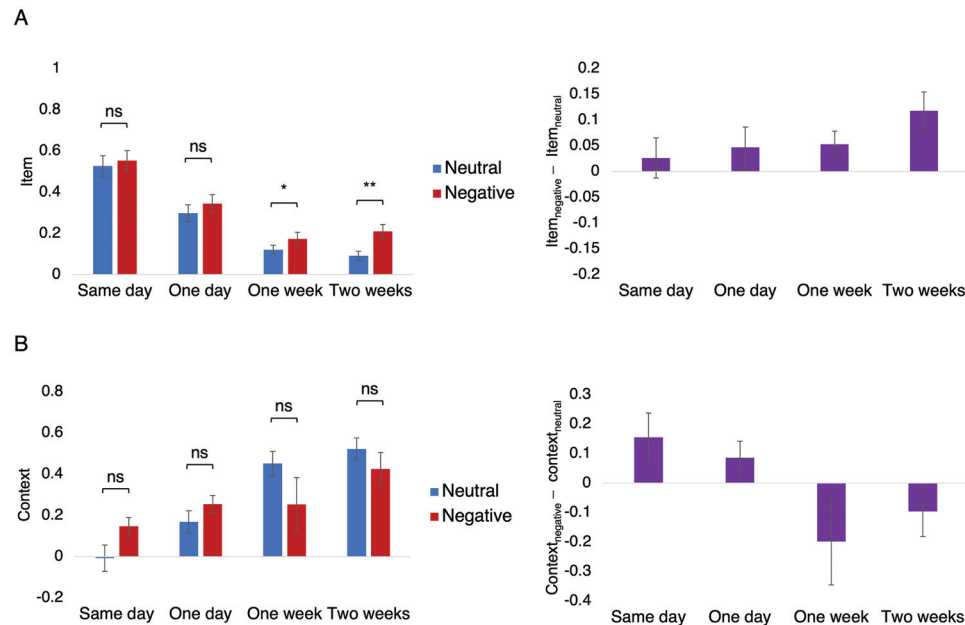 A
1
0.8
0.6
0.4
0.2
0
Item
ns
ns
*
**
Same day One day One week Two weeks
Neutral
Negative
0.2
0.15
0.1
0.05
0
-0.05
-0.1
-0.15
-0.2
Itemnegative – Itemneutral
Same day One day One week Two weeks
B
0.8
0.6
0.4
0.2
0
-0.2
Context
ns
ns
ns
ns
Same day One day One week Two weeks
Neutral
Negative
0.3
0.2
0.1
0
-0.1
-0.2
-0.3
-0.4
Contextnegative – contextneutral
Same day One day One week Two weeks